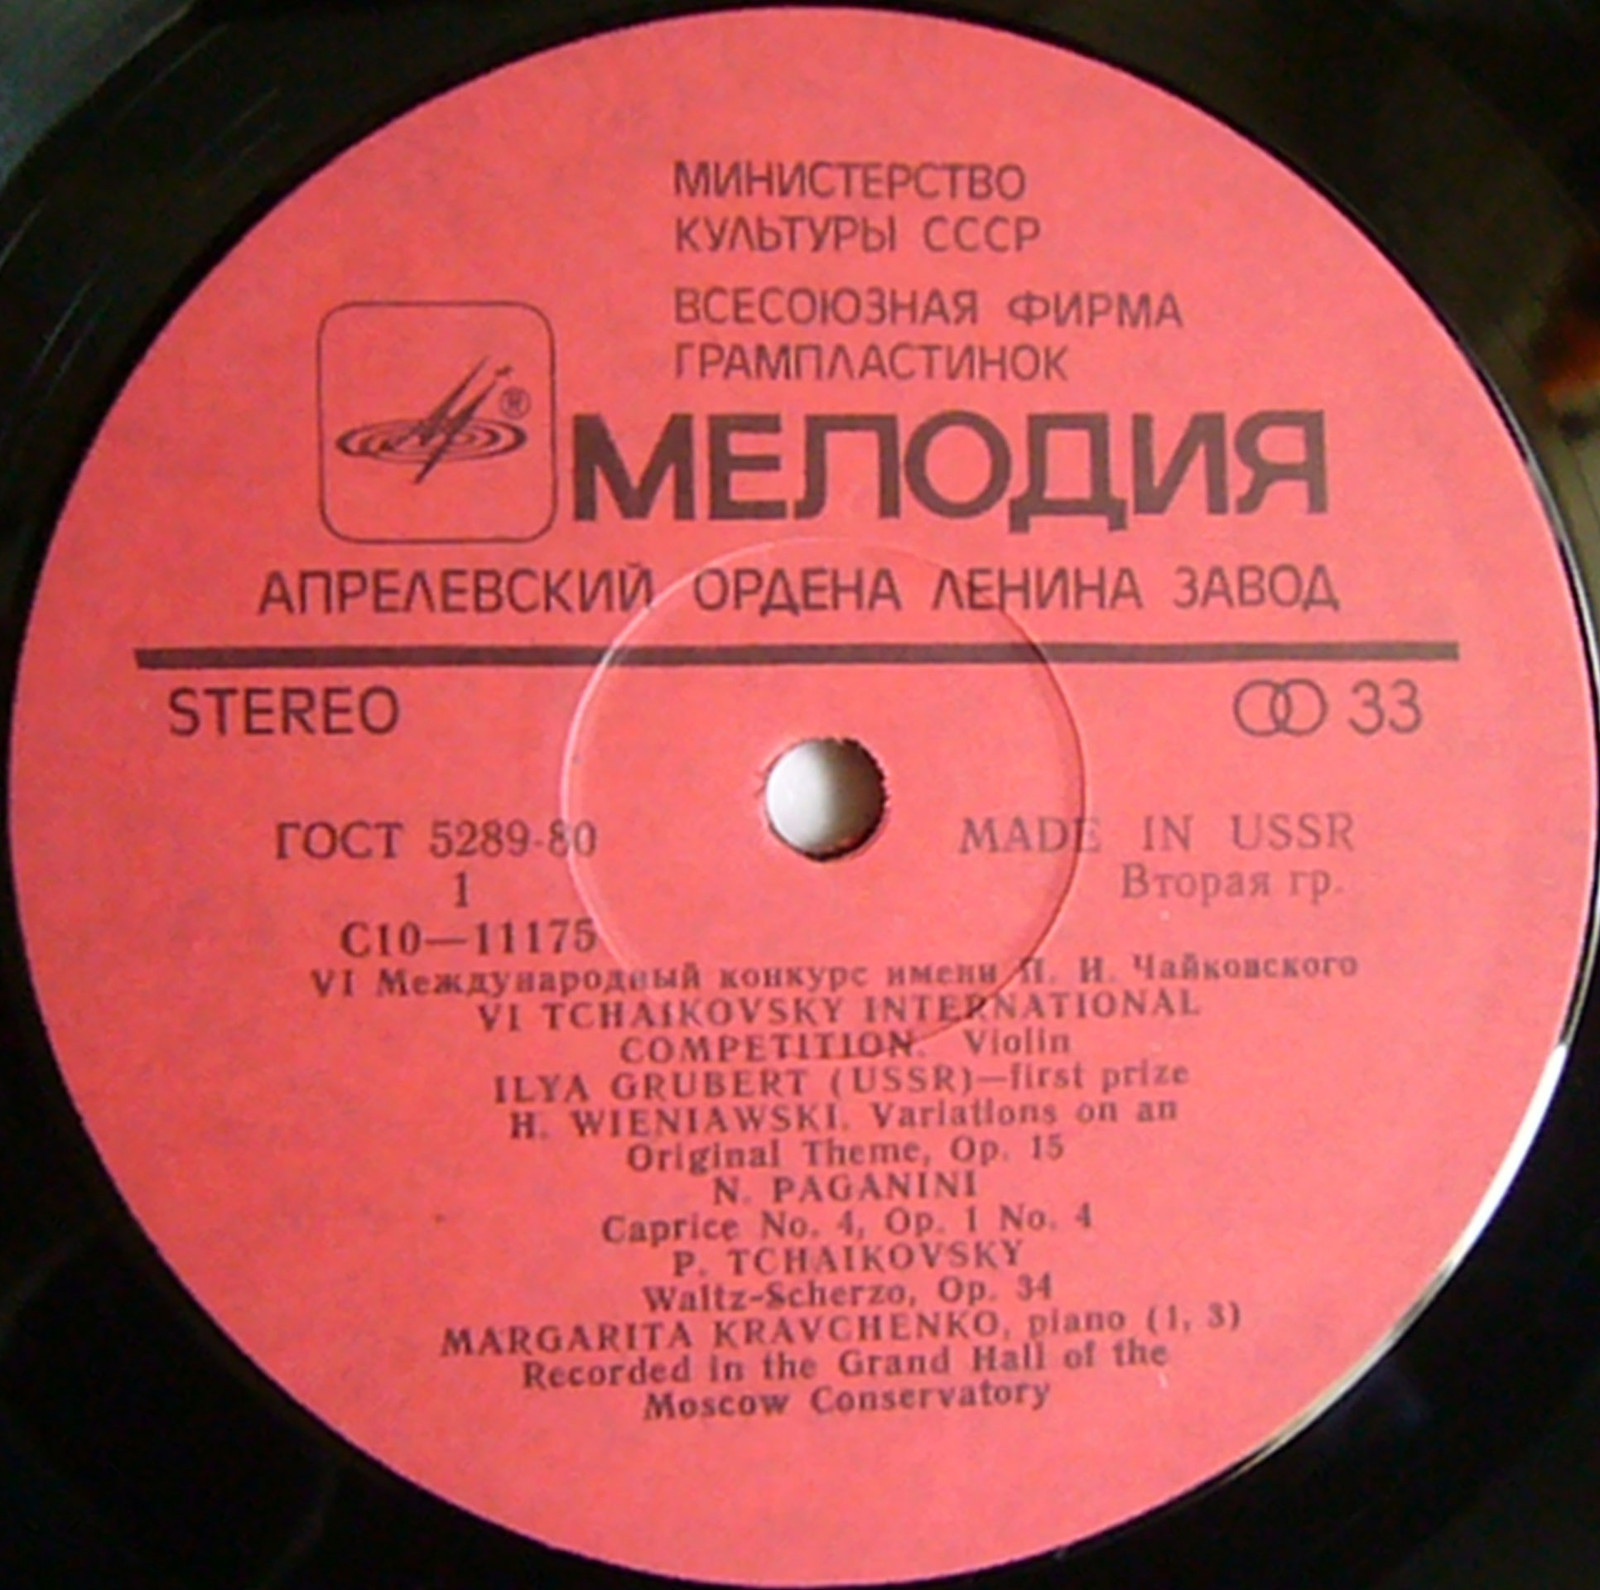 МИНИСТЕРСТВО
КУЛЬТУРЫ СССР
ВСЕСОЮЗНАЯ ФИРМА
ГРАМПЛАСТИНОК
®
МЕЛОДИЯ
АПРЕЛЕВСКИЙ ОРДЕНА ЛЕНИНА ЗАВОД
STEREO
33
ГОСТ 5289-80
MADE IN USSR
1
Вторая гр.
С10—11175
VI Международный конкурс имени П. И. Чайковского
VI TCHAIKOVSKY INTERNATIONAL
COMPETITION. Violin
ILYA GRUBERT (USSR)—first prize
H. WIENIAWSKI. Variations on an
Original Theme, Op. 15
N. PAGANINI
Caprice No. 4, Op. 1 No. 4
P. TCHAIKOVSKY
Waltz-Scherzo, Op. 34
MARGARITA KRAVCHENKO, piano (1, 3)
Recorded in the Grand Hall of the
Moscow Conservatory